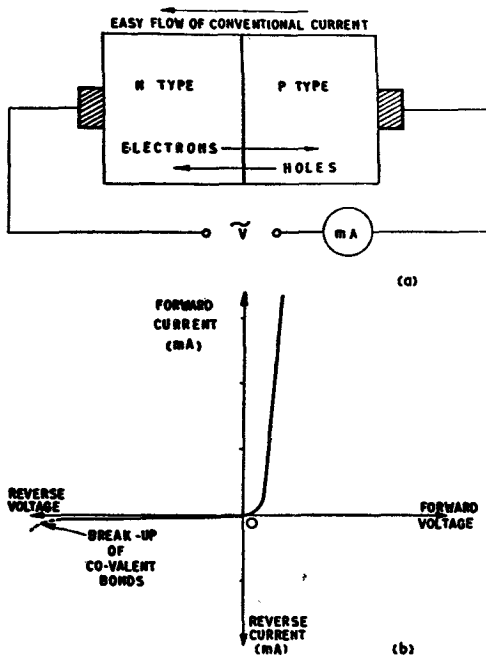 EASY FLOW OF CONVENTIONAL CURRENT
N TYPE
P TYPE
ELECTRONS
HOLES
~
V
mA
(a)
FORWARD
CURRENT
(mA)
REVERSE
VOLTAGE
O
FORWARD
VOLTAGE
BREAK-UP
OF
CO-VALENT
BONDS
REVERSE
CURRENT
(mA)
(b)